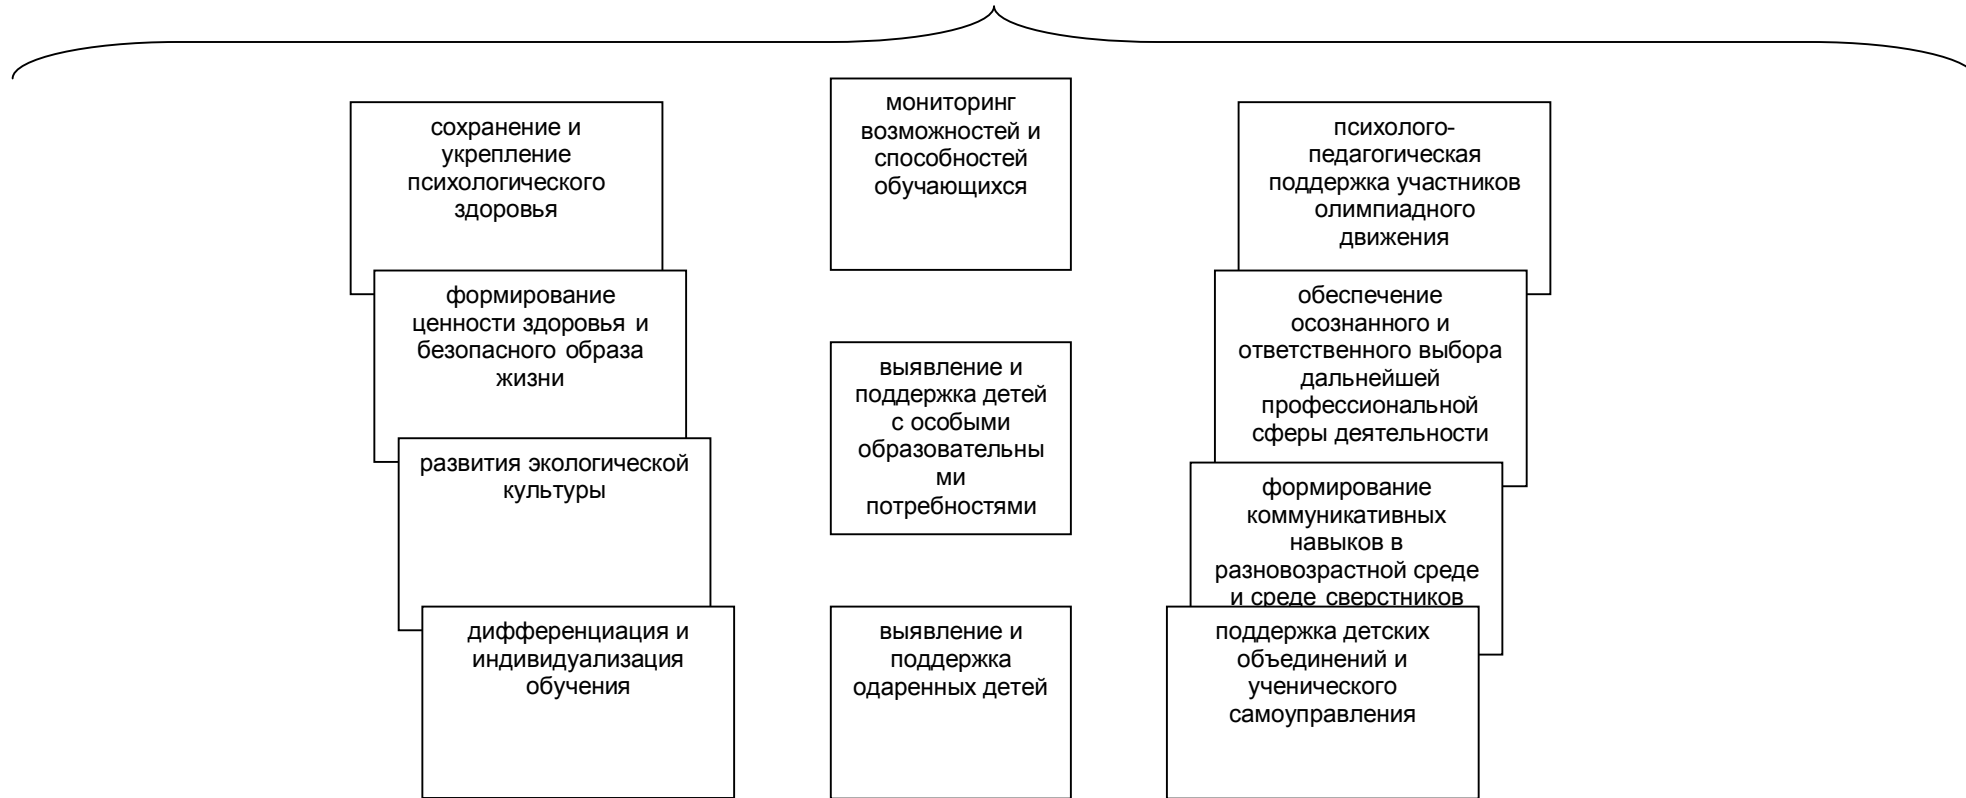 сохранение и
укрепление
психологического
здоровья
формирование
ценности здоровья и
безопасного образа
жизни
развития экологической
культуры
дифференциация и
индивидуализация
обучения
мониторинг
возможностей и
способностей
обучающихся
выявление и
поддержка детей
с особыми
образовательны
ми
потребностями
выявление и
поддержка
одаренных детей
психолого-
педагогическая
поддержка участников
олимпиадного
движения
обеспечение
осознанного и
ответственного выбора
дальнейшей
профессиональной
сферы деятельности
формирование
коммуникативных
навыков в
разновозрастной среде
и среде сверстников
поддержка детских
объединений и
ученического
самоуправления